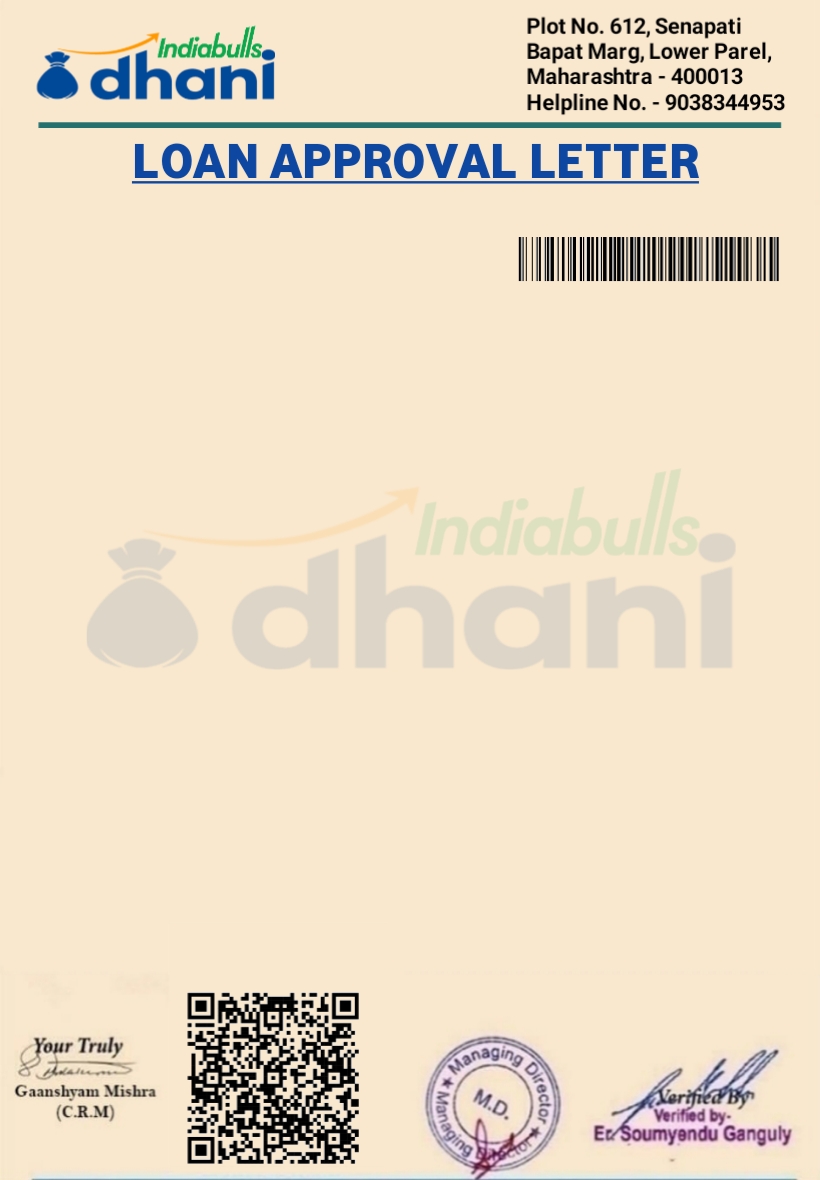 Indiabulls
dhani
Plot No. 612, Senapati
Bapat Marg, Lower Parel,
Maharashtra - 400013
Helpline No. - 9038344953
LOAN APPROVAL LETTER
Indiabulls
dhani
Your Truly
Gaanshyam Mishra
(C.R.M)
Managing Director
M.D.
Managing Director
Verified By
Verified by-
Er. Soumyendu Ganguly